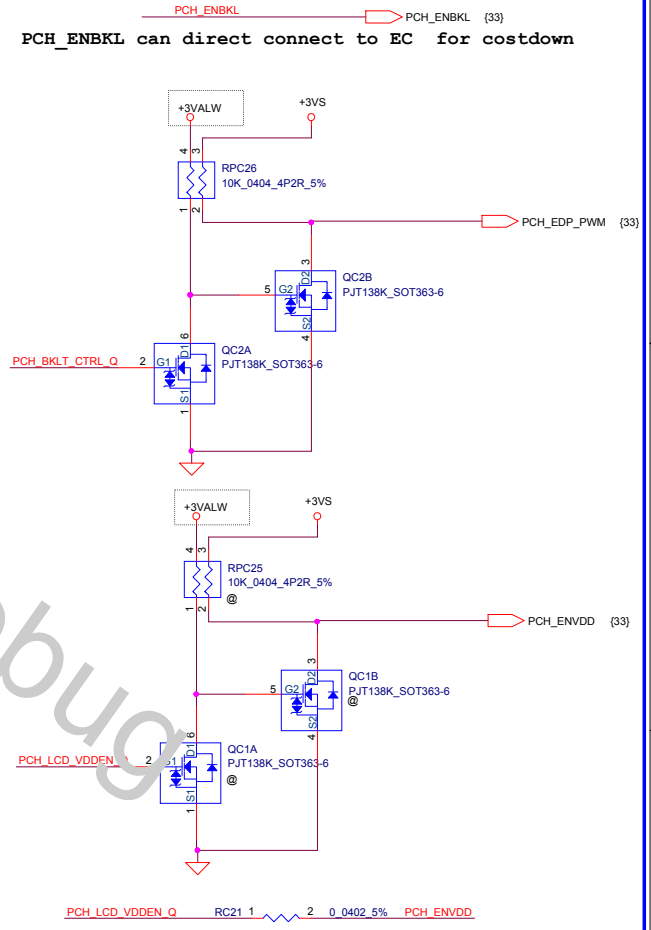 PCH_ENBKL
PCH_ENBKL {33}
PCH_ENBKL can direct connect to EC for costdown
+3VALW
+3VS
4 3
RPC26
10K_0404_4P2R_5%
1 2
PCH_EDP_PWM {33}
3
D2
QC2B
5 G2
PJT138K_SOT363-6
S2
4
6
D1
QC2A
PCH_BKLT_CTRL_Q 2 G1
PJT138K_SOT363-6
S1
1
+3VALW
+3VS
4 3
RPC25
10K_0404_4P2R_5%
@
1 2
PCH_ENVDD {33}
3
D2
QC1B
5 G2
PJT138K_SOT363-6
@
S2
4
6
D1
QC1A
PCH_LCD_VDDEN_Q 2 G1
PJT138K_SOT363-6
@
S1
1
PCH_LCD_VDDEN_Q RC21 1 2 0_0402_5% PCH_ENVDD